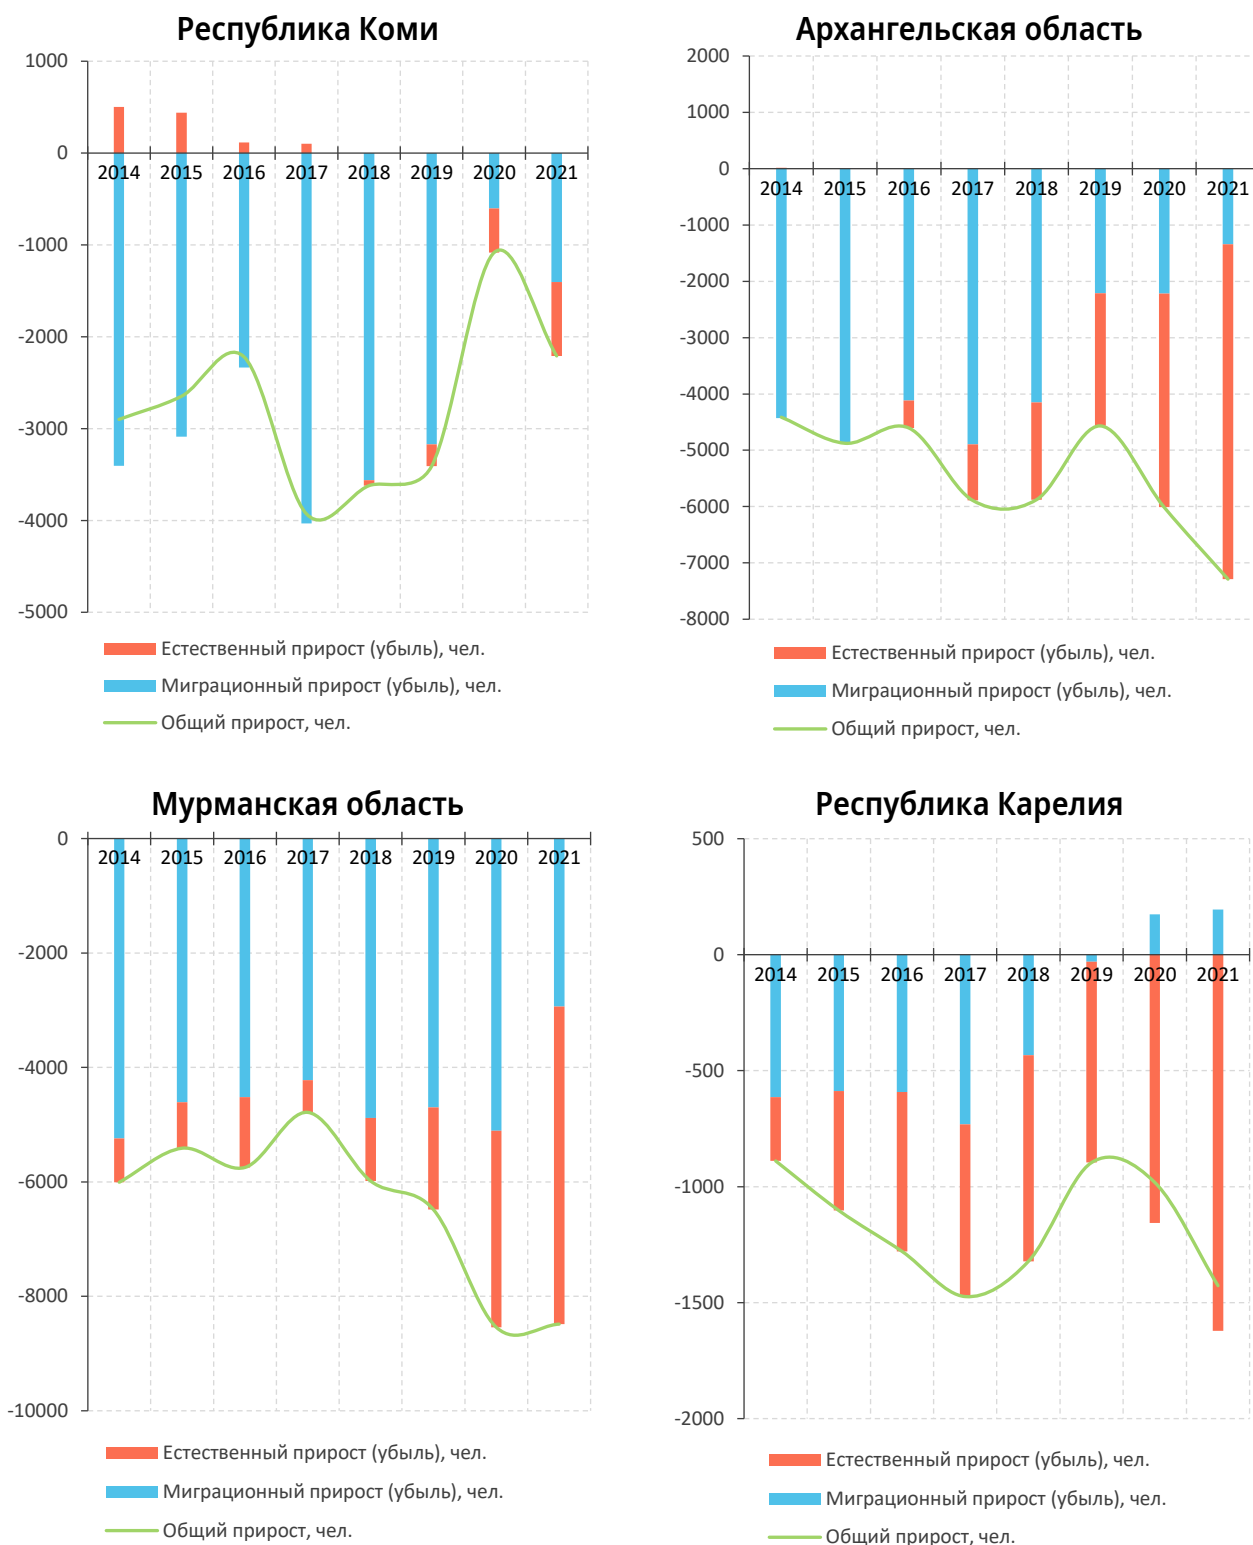 Республика Коми
1000
0
2014 2015 2016 2017 2018 2019 2020 2021
-1000
-2000
-3000
-4000
-5000
Естественный прирост (убыль), чел.
Миграционный прирост (убыль), чел.
Общий прирост, чел.
Архангельская область
2000
1000
0
2014 2015 2016 2017 2018 2019 2020 2021
-1000
-2000
-3000
-4000
-5000
-6000
-7000
-8000
Естественный прирост (убыль), чел.
Миграционный прирост (убыль), чел.
Общий прирост, чел.
Мурманская область
0
2014 2015 2016 2017 2018 2019 2020 2021
-2000
-4000
-6000
-8000
-10000
Естественный прирост (убыль), чел.
Миграционный прирост (убыль), чел.
Общий прирост, чел.
Республика Карелия
500
0
2014 2015 2016 2017 2018 2019 2020 2021
-500
-1000
-1500
-2000
Естественный прирост (убыль), чел.
Миграционный прирост (убыль), чел.
Общий прирост, чел.